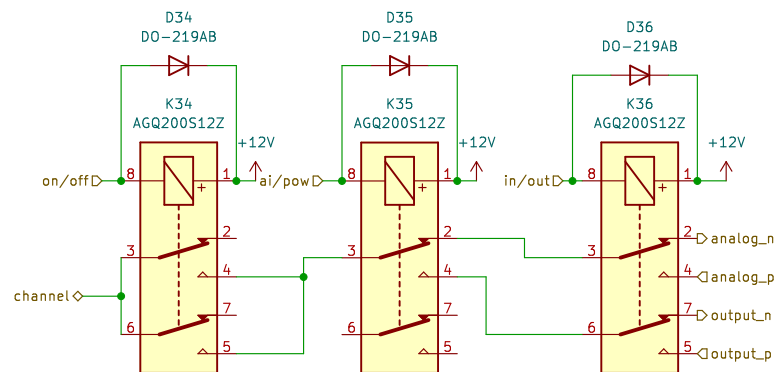 D34
DO-219AB
D35
DO-219AB
D36
DO-219AB
K34
AGQ200S12Z
K35
AGQ200S12Z
K36
AGQ200S12Z
+12V
+12V
+12V
on/off
8
1
+
ai/pow
8
1
+
in/out
8
1
+
3
2
4
3
2
4
3
2
analog_n
4
analog_p
channel
6
7
5
6
7
5
6
7
output_n
5
output_p